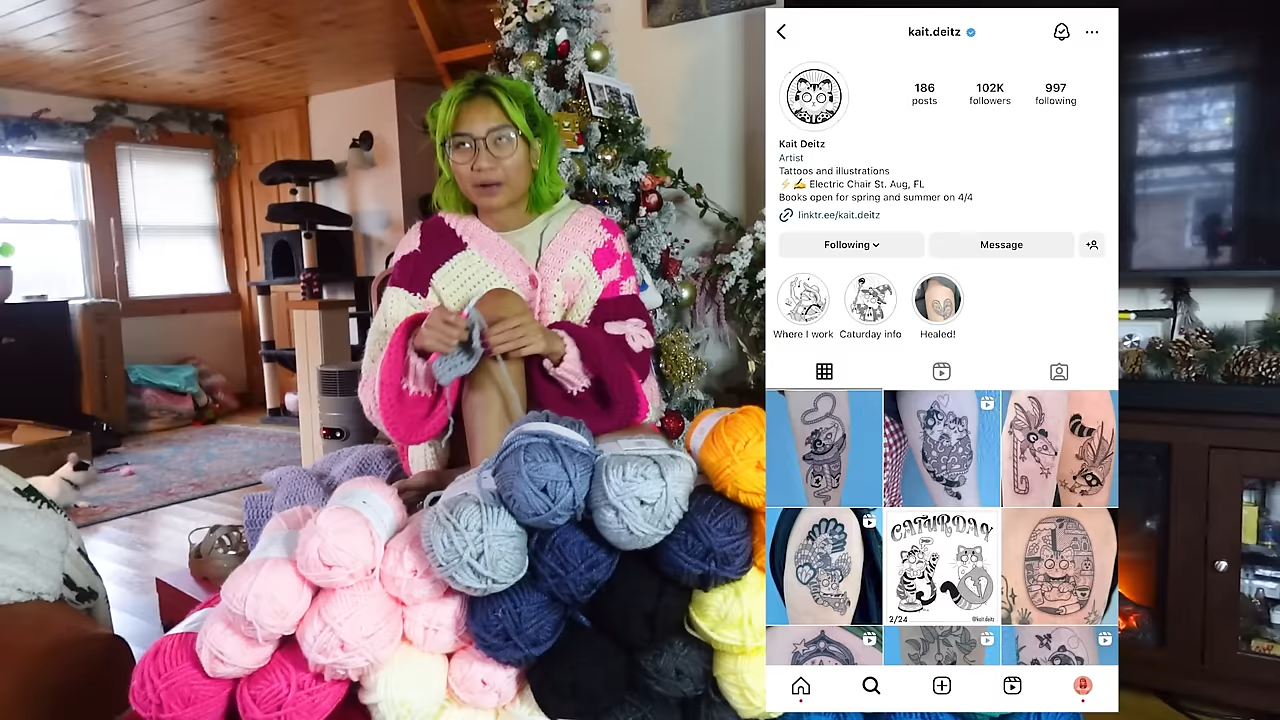 kait.deitz
186
102K
997
posts
followers
following
Kait Deitz
Artist
Tattoos and illustrations
⚡✍ Electric Chair St. Aug, FL
Books open for spring and summer on 4/4
linktr.ee/kait.deitz
Following
Message
Where I work
Caturday info
Healed!
CATURDAY
2/24
@kait.deitz